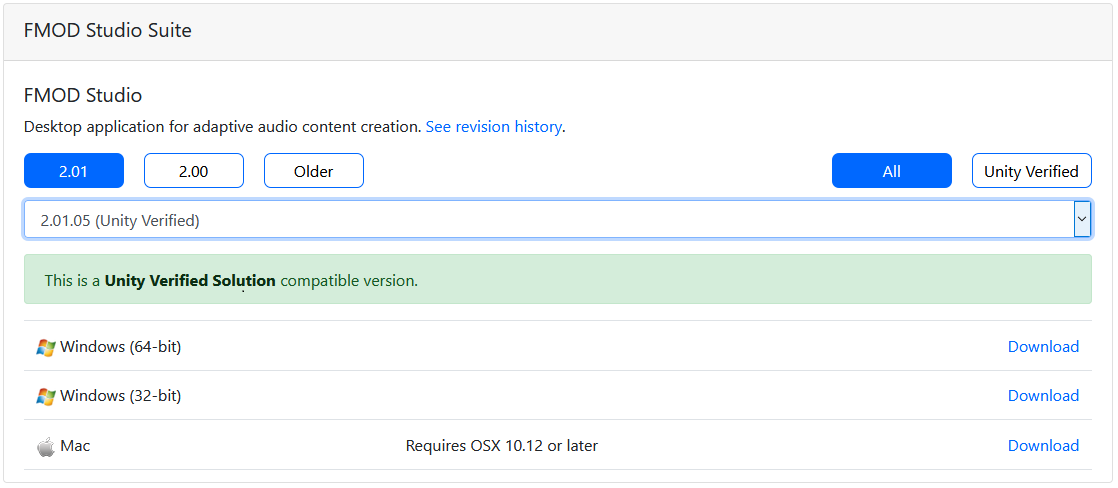 FMOD Studio Suite
FMOD Studio
Desktop application for adaptive audio content creation. See revision history.
2.01 2.00 Older All Unity Verified
2.01.05 (Unity Verified)
This is a Unity Verified Solution compatible version.
Windows (64-bit) Download
Windows (32-bit) Download
Mac Requires OSX 10.12 or later Download